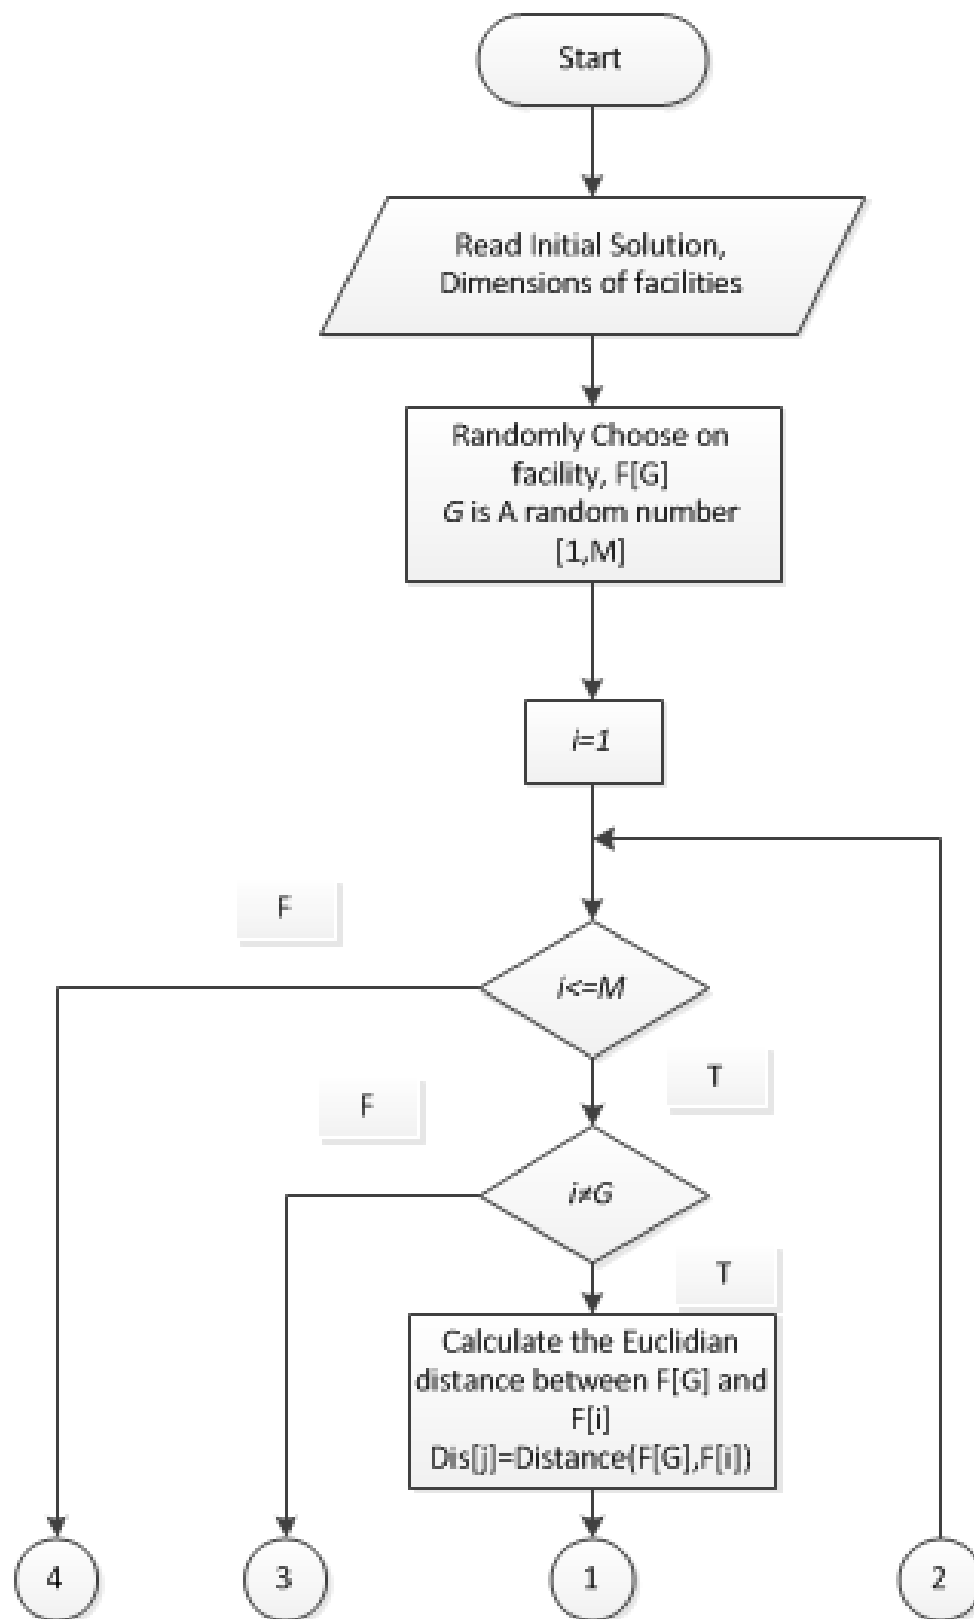 Start
Read Initial Solution,
Dimensions of facilities
Randomly Choose on
facility, F[G]
G is A random number
[1,M]
i=1
F
i<=M
T
F
i≠G
T
Calculate the Euclidian
distance between F[G] and
F[i]
Dis[j]=Distance(F[G],F[i])
4
3
1
2